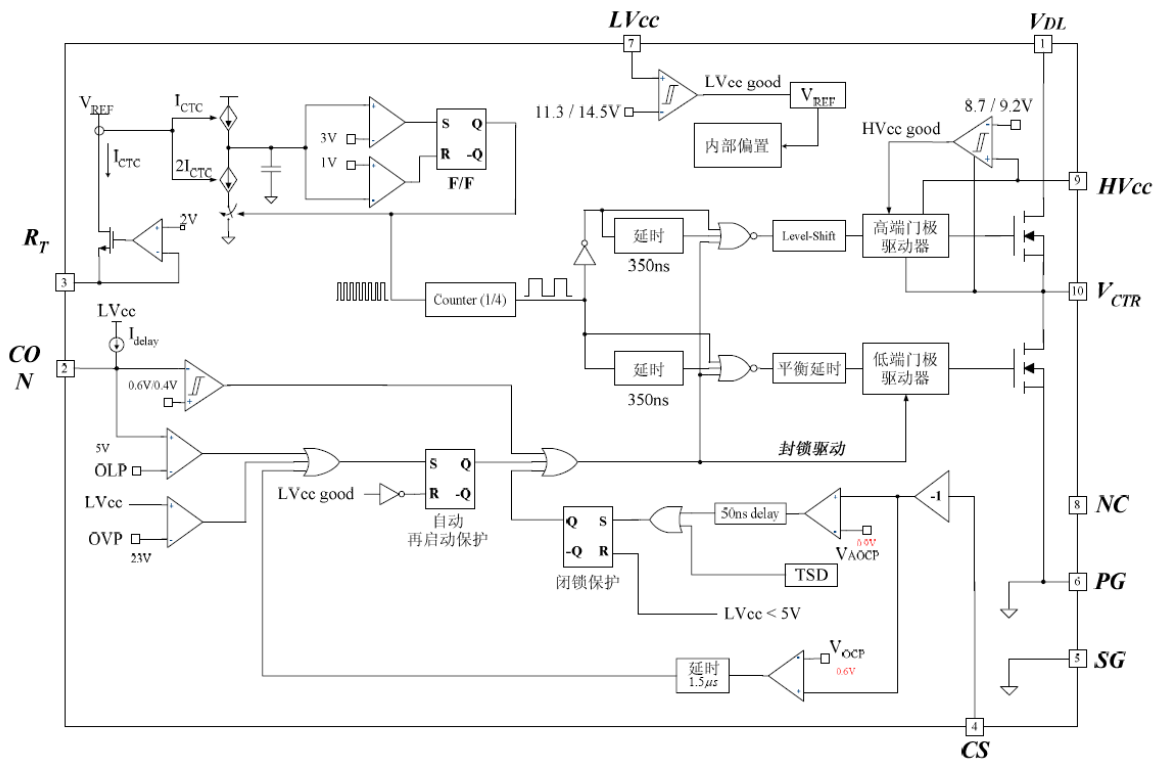 LVcc
7
VDL
1
VREF
ICTC
ICTC
2ICTC
3V
1V
S Q
R -Q
F/F
11.3 / 14.5V
LVcc good
VREF
内部偏置
8.7 / 9.2V
HVcc good
9
HVcc
2V
RT
3
延时
350ns
Level-Shift
高端门极
驱动器
Counter (1/4)
10
VCTR
LVcc
Idelay
CO
N
2
0.6V/0.4V
延时
350ns
平衡延时
低端门极
驱动器
5V
OLP
封锁驱动
LVcc
OVP
23V
LVcc good
S Q
R -Q
自动
再启动保护
Q S
-Q R
闭锁保护
50ns delay
0.9V
VAOCP
-1
TSD
LVcc < 5V
8
NC
6
PG
5
SG
延时
1.5μs
VOCP
0.6V
4
CS